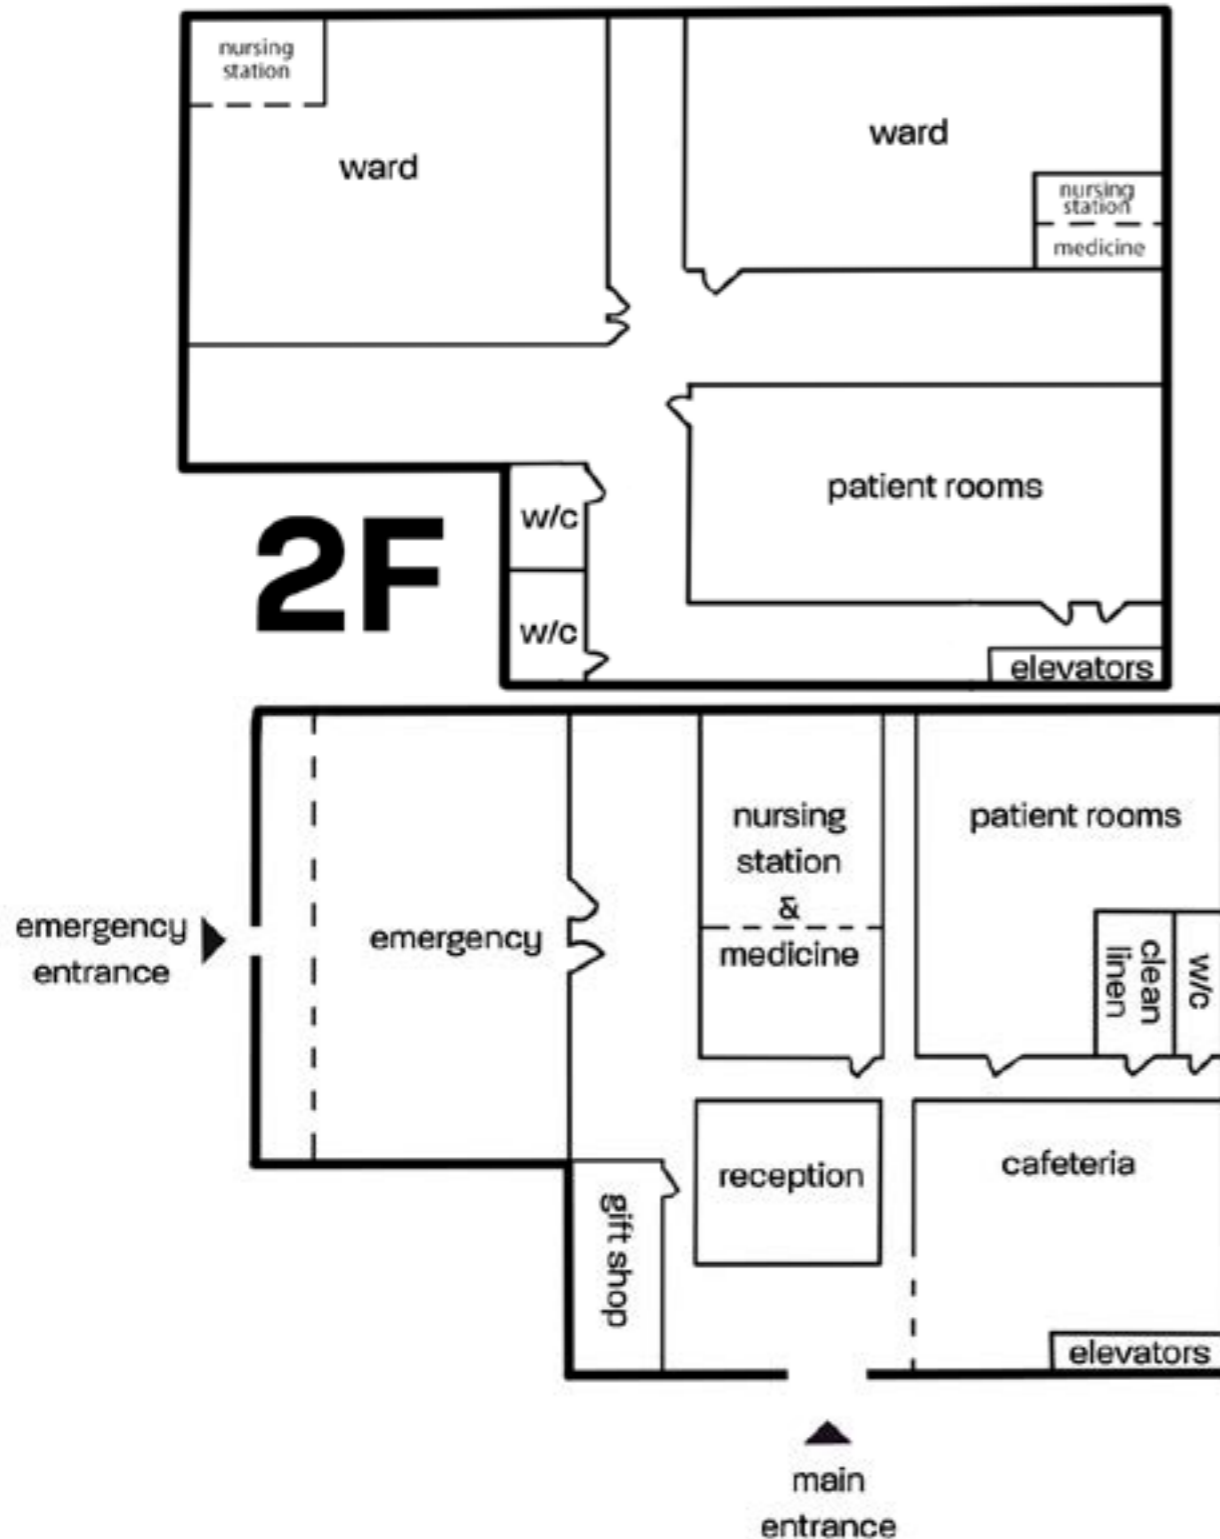 nursing
station
ward
ward
nursing
station
medicine
patient rooms
w/c
2F
w/c
elevators
nursing
station
&
medicine
patient rooms
emergency
entrance
emergency
clean
linen
w/c
reception
cafeteria
gift shop
elevators
main
entrance